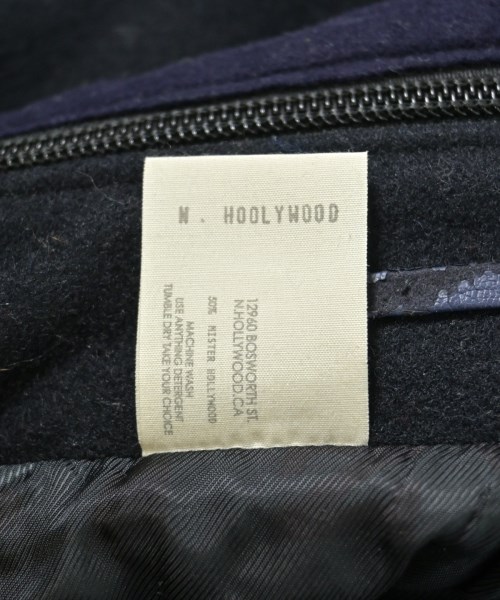 N. HOOLYWOOD
12960 BOSWORTH ST.
N.HOLLYWOOD.CA
50% MISTER HOLLYWOOD
MACHINE WASH
USE ANYTHING DETERGENT
TUMBLE DRY TAKE YOUR CHOICE